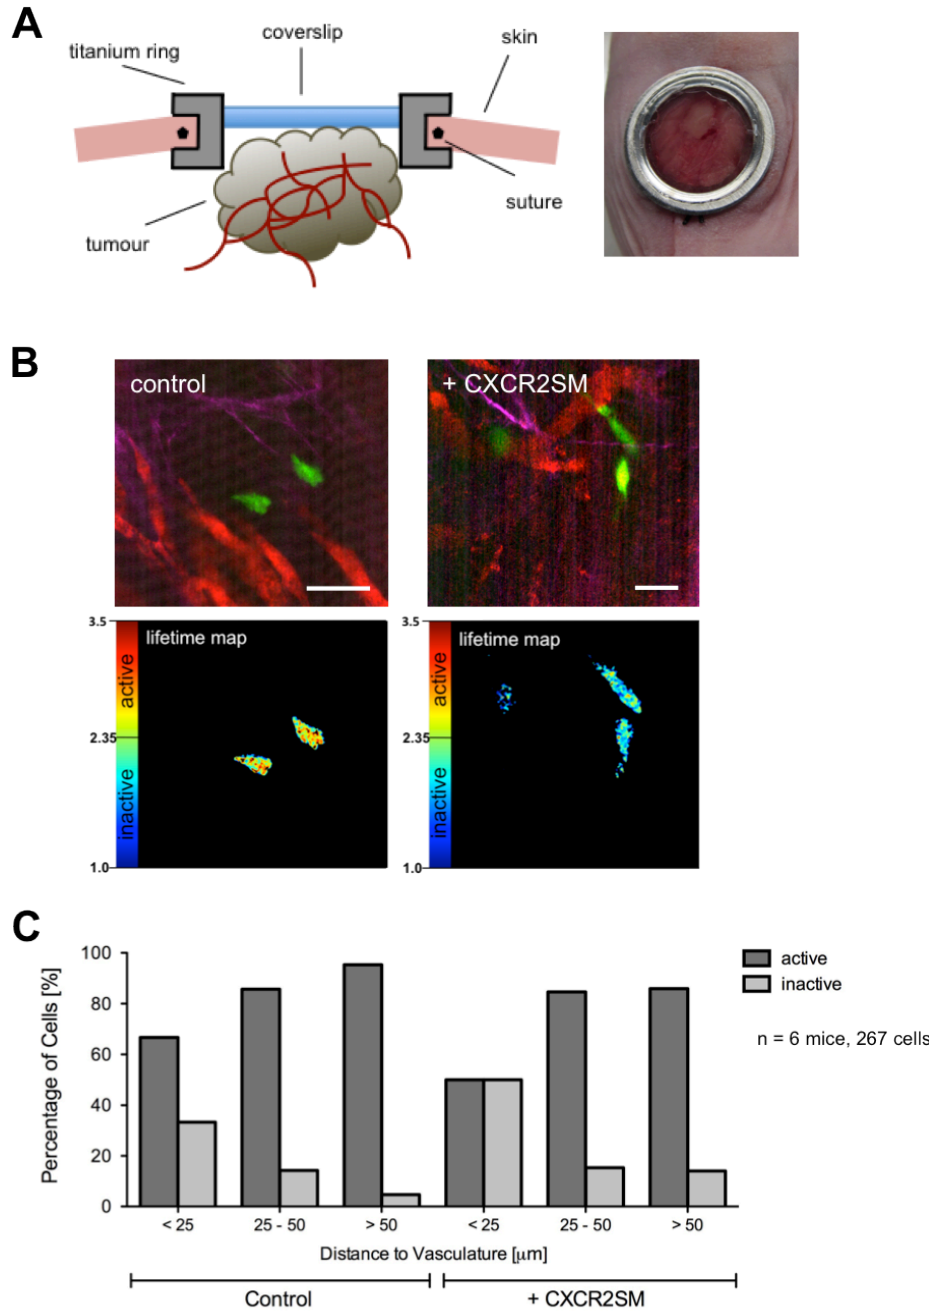 A
titanium ring
coverslip
skin
tumour
suture
B
control
+ CXCR2SM
3.5
lifetime map
active
2.35
inactive
1.0
3.5
lifetime map
active
2.35
inactive
1.0
C
Percentage of Cells [%]
100
80
60
40
20
0
< 25
25 - 50
> 50
< 25
25 - 50
> 50
Distance to Vasculature [μm]
Control
+ CXCR2SM
active
inactive
n = 6 mice, 267 cells